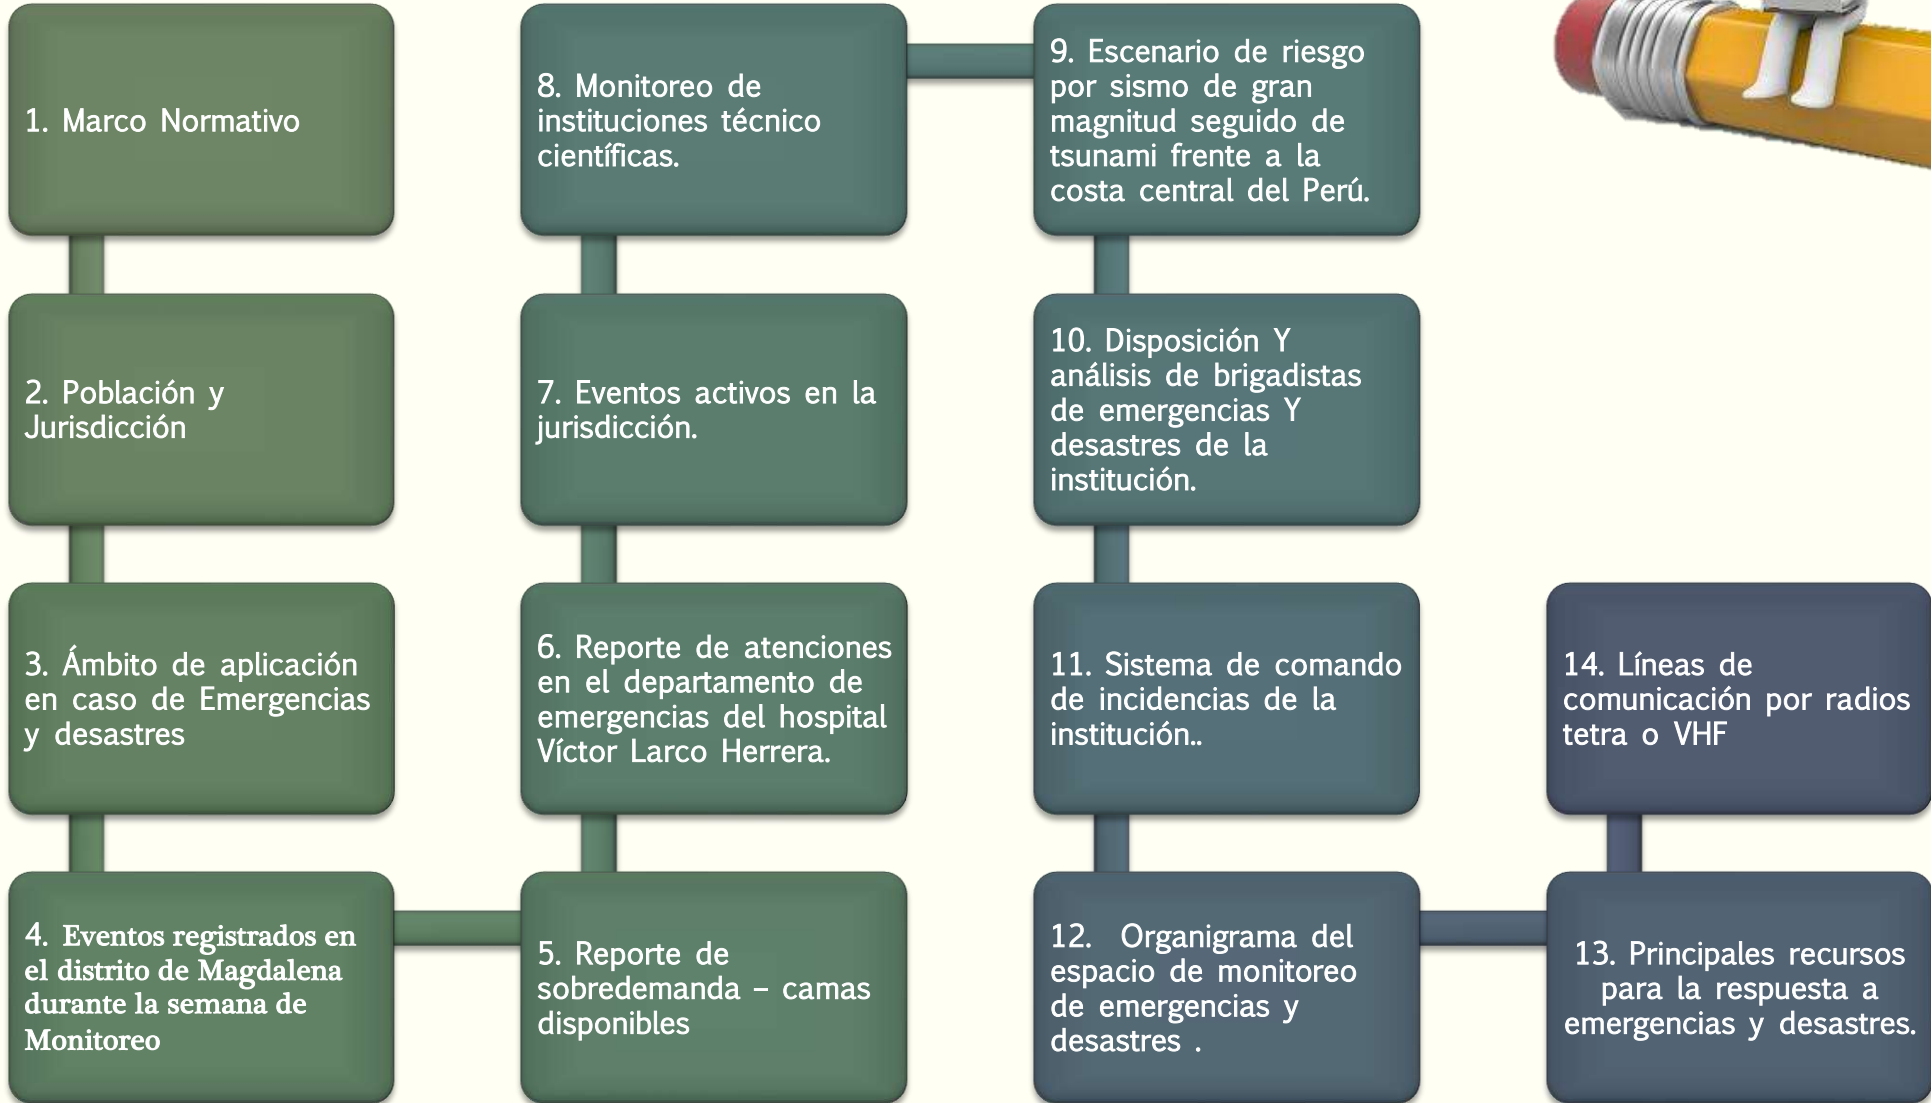 1. Marco Normativo
2. Población y
Jurisdicción
3. Ámbito de aplicación
en caso de Emergencias
y desastres
4. Eventos registrados en
el distrito de Magdalena
durante la semana de
Monitoreo
5. Reporte de
sobredemanda – camas
disponibles
6. Reporte de atenciones
en el departamento de
emergencias del hospital
Víctor Larco Herrera.
7. Eventos activos en la
jurisdicción.
8. Monitoreo de
instituciones técnico
científicas.
9. Escenario de riesgo
por sismo de gran
magnitud seguido de
tsunami frente a la
costa central del Perú.
10. Disposición Y
análisis de brigadistas
de emergencias Y
desastres de la
institución.
11. Sistema de comando
de incidencias de la
institución..
12. Organigrama del
espacio de monitoreo
de emergencias y
desastres .
13. Principales recursos
para la respuesta a
emergencias y desastres.
14. Líneas de
comunicación por radios
tetra o VHF